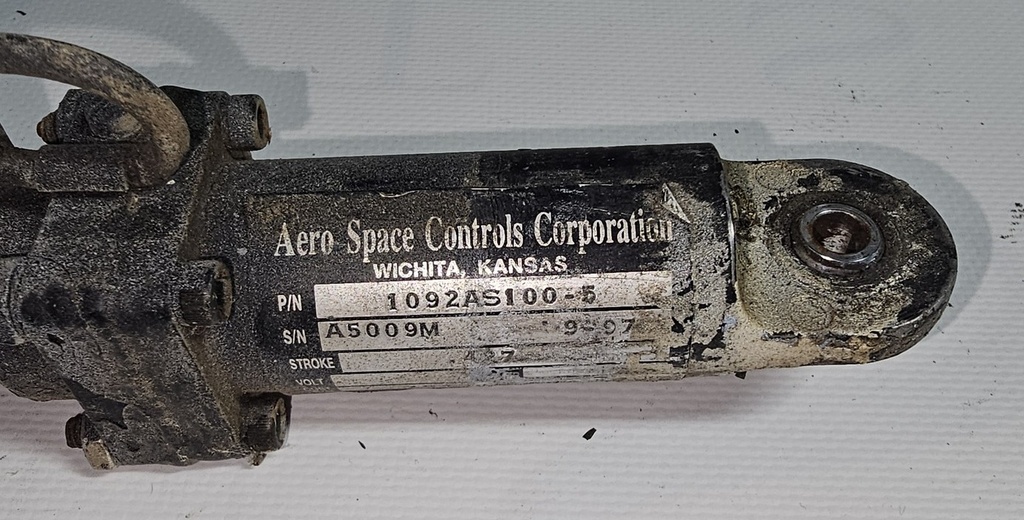 Aero Space Controls Corporation
WICHITA, KANSAS
P/N 1092AS100-5
S/N A5009M 9-97
STROKE
VOLT